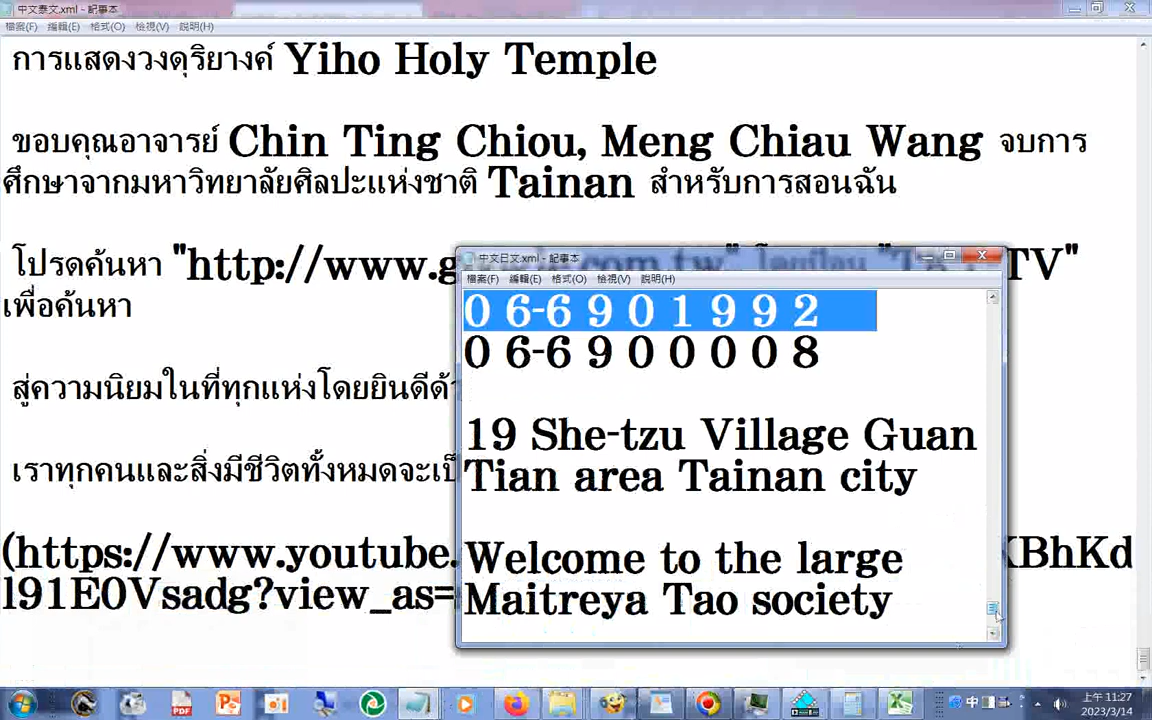 中文泰文.xml - 記事本
檔案(F) 編輯(E) 格式(O) 檢視(V) 說明(H)
การแสดงวงดุริยางค์ Yiho Holy Temple
ขอบคุณอาจารย์ Chin Ting Chiou, Meng Chiau Wang จบการ
ศึกษาจากมหาวิทยาลัยศิลปะแห่งชาติ Tainan สำหรับการสอนฉัน
โปรดค้นหา "http://www.g
TV"
เพื่อค้นหา
สู่ความนิยมในที่ทุกแห่งโดยยินดีด้
เราทุกคนและสิ่งมีชีวิตทั้งหมดจะเป็
(https://www.youtube. KBhKd
l91E0Vsadg?view_as=
中文日文.xml - 記事本
檔案(F) 編輯(E) 格式(O) 檢視(V) 說明(H)
0 6-6 9 0 1 9 9 2
0 6-6 9 0 0 0 0 8
19 She-tzu Village Guan
Tian area Tainan city
Welcome to the large
Maitreya Tao society
中
上午 11:27
2023/3/14